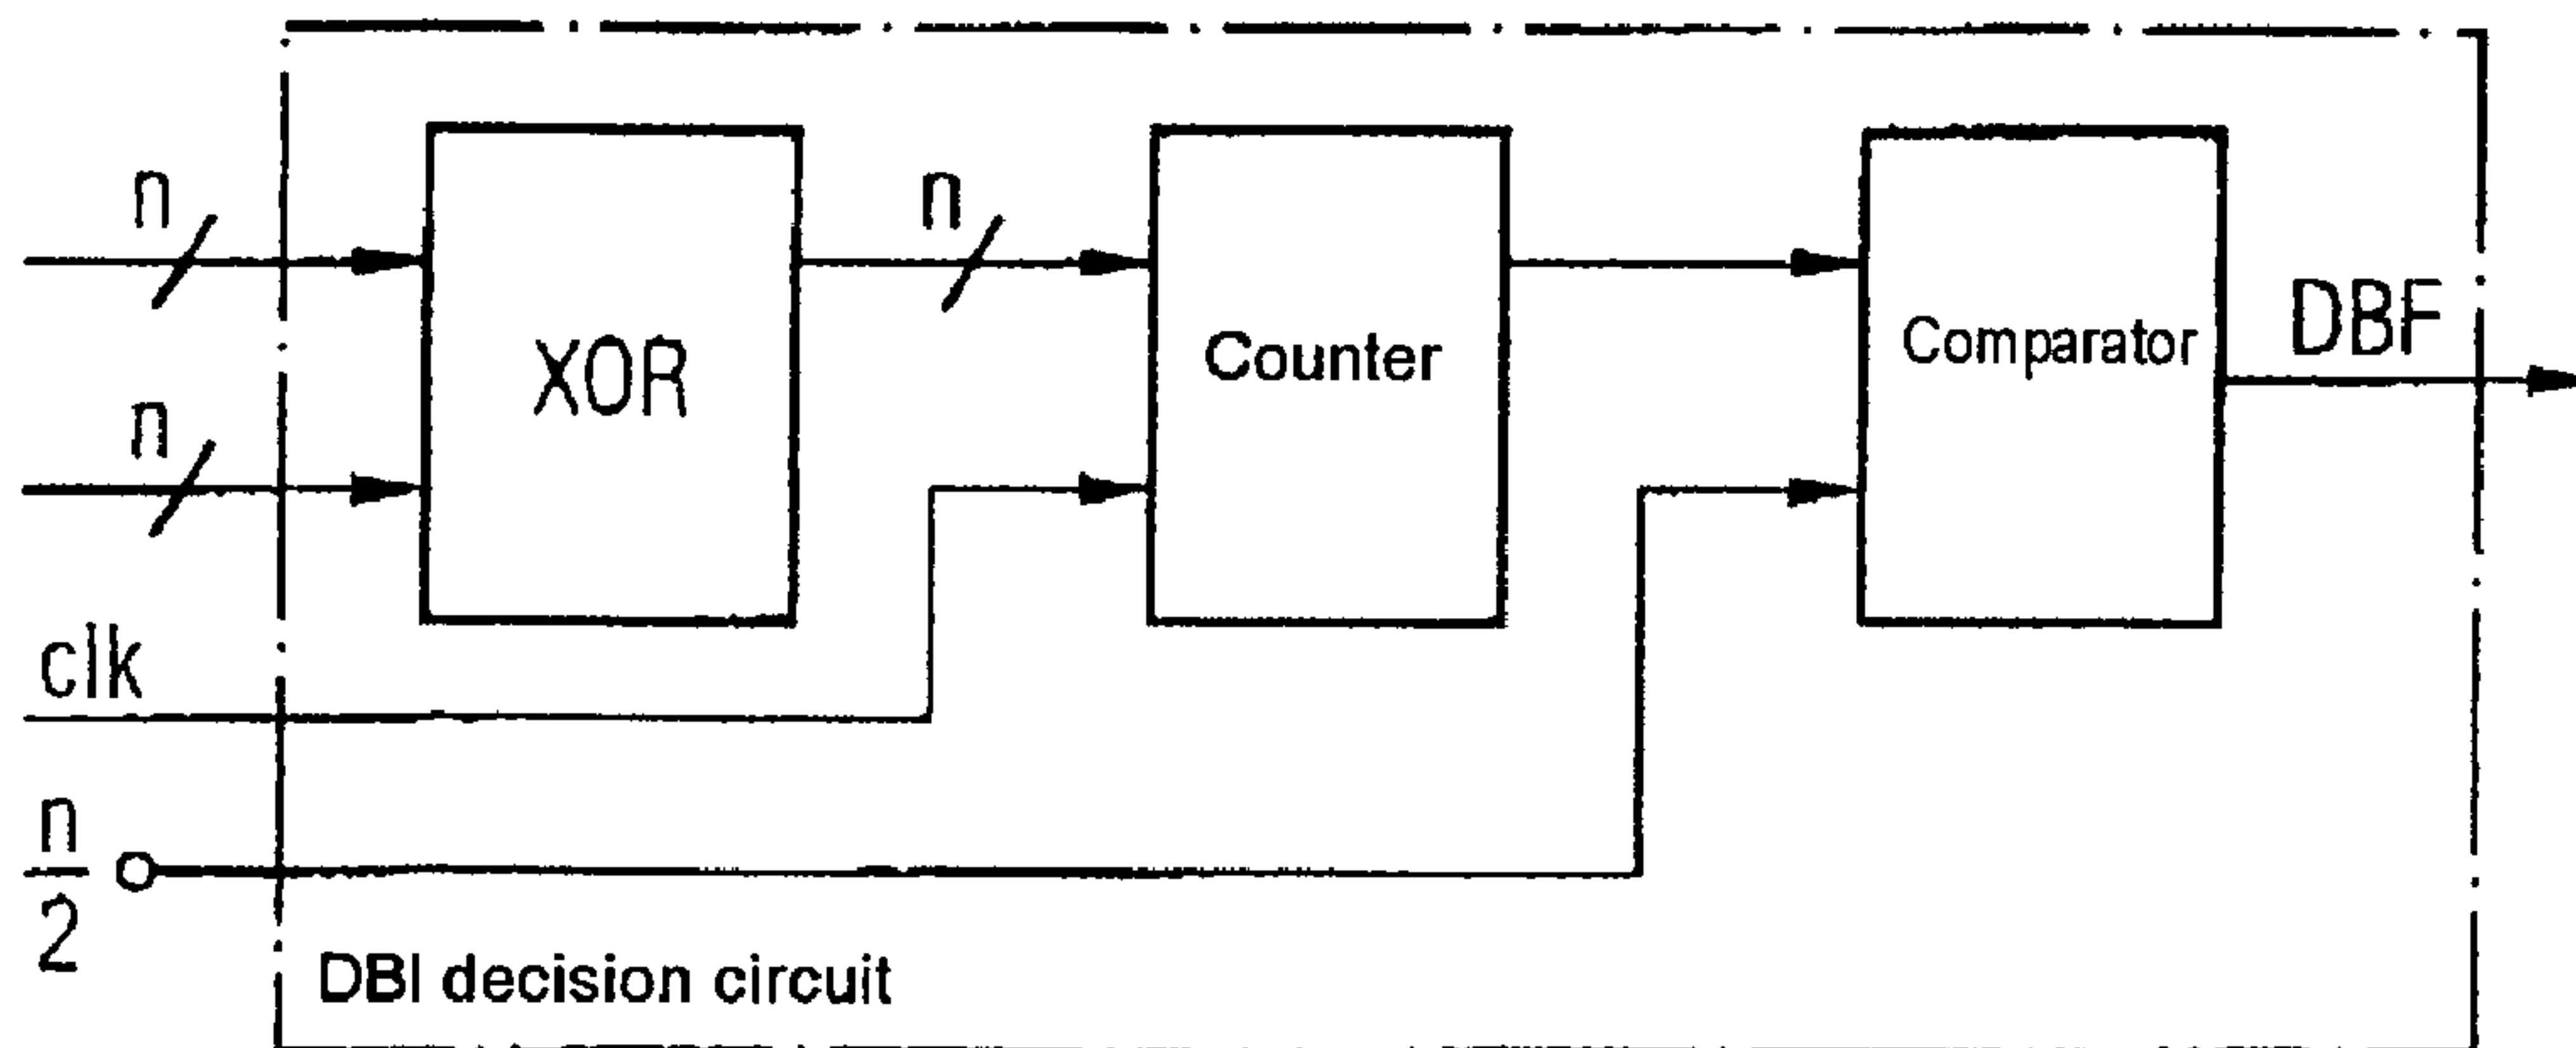 n
n
XOR
Counter
Comparator
DBF
n
clk
n
2
DBI decision circuit